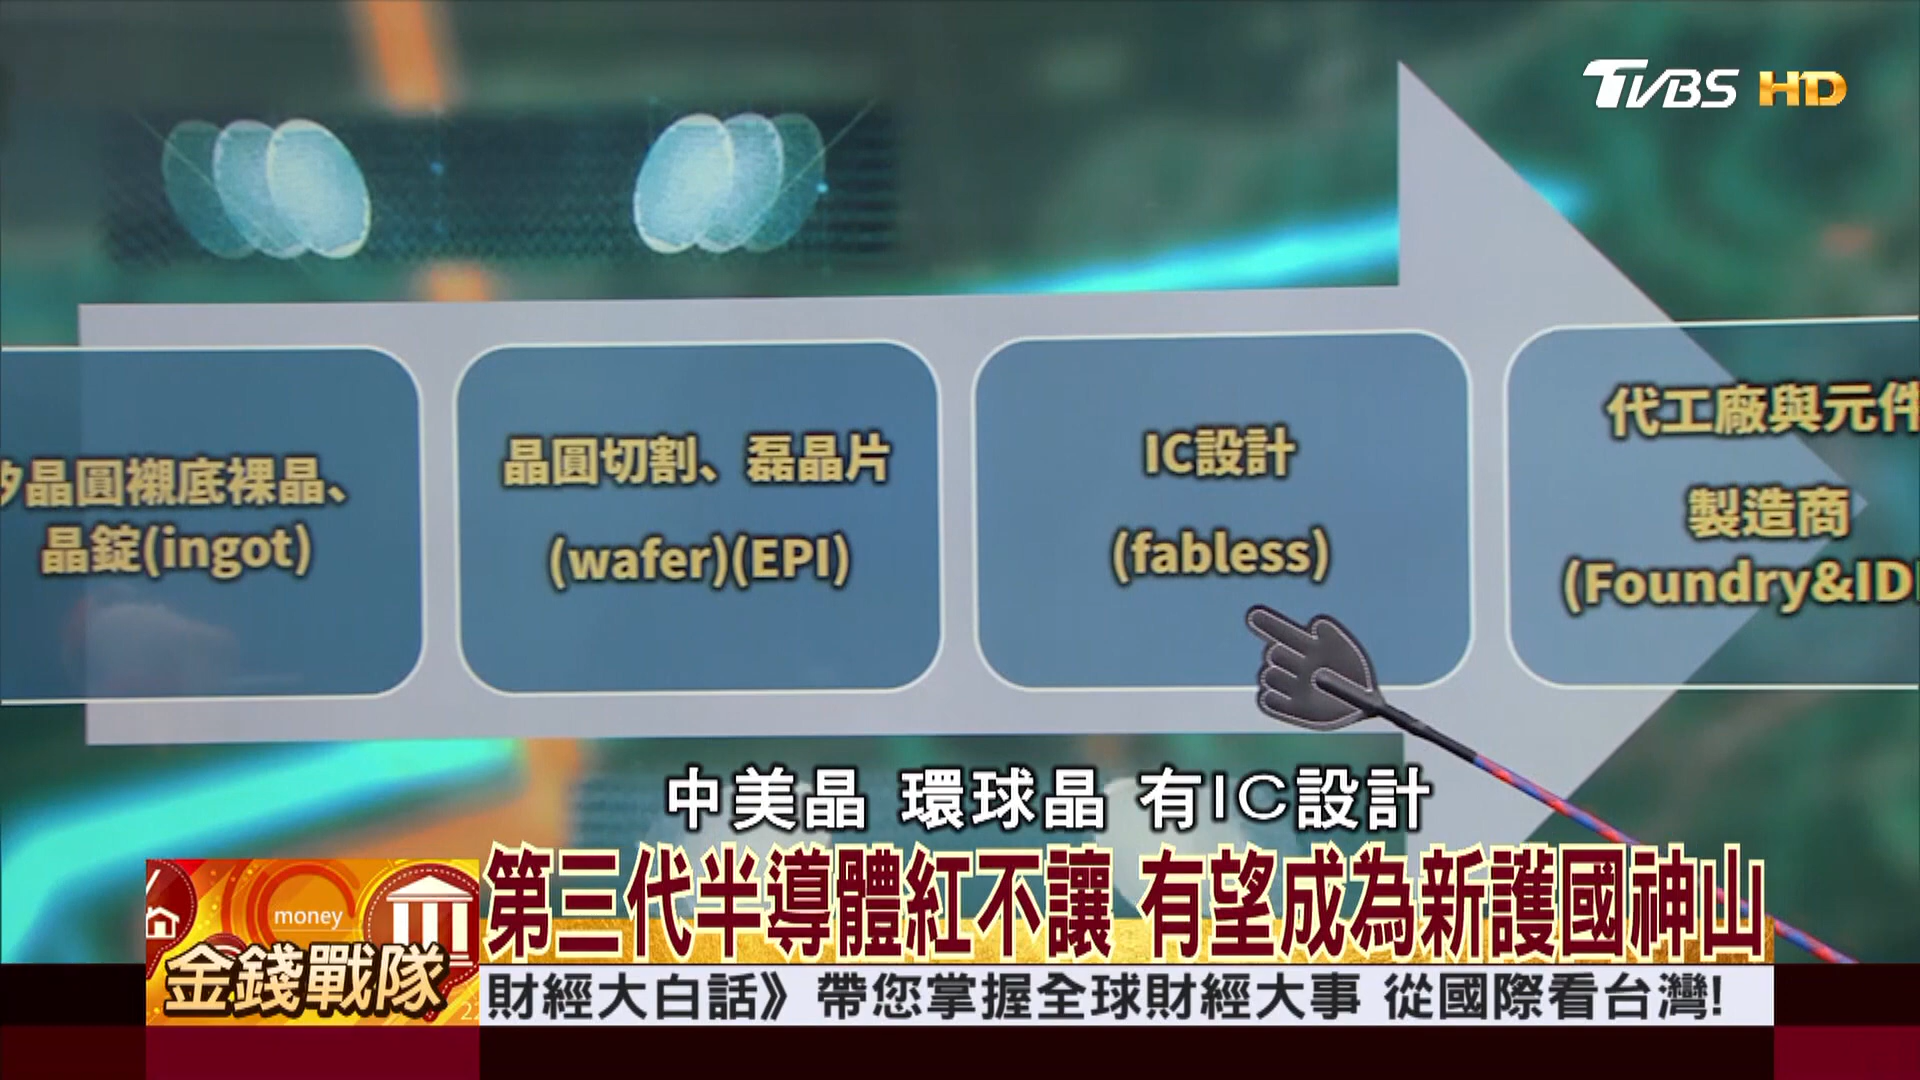 TVBS HD
矽晶圓襯底裸晶、
晶錠(ingot)
晶圓切割、磊晶片
(wafer)(EPI)
IC設計
(fabless)
代工廠與元件
製造商
(Foundry&ID
中美晶 環球晶 有IC設計
money
金錢戰隊
第三代半導體紅不讓 有望成為新護國神山
財經大白話》帶您掌握全球財經大事 從國際看台灣!